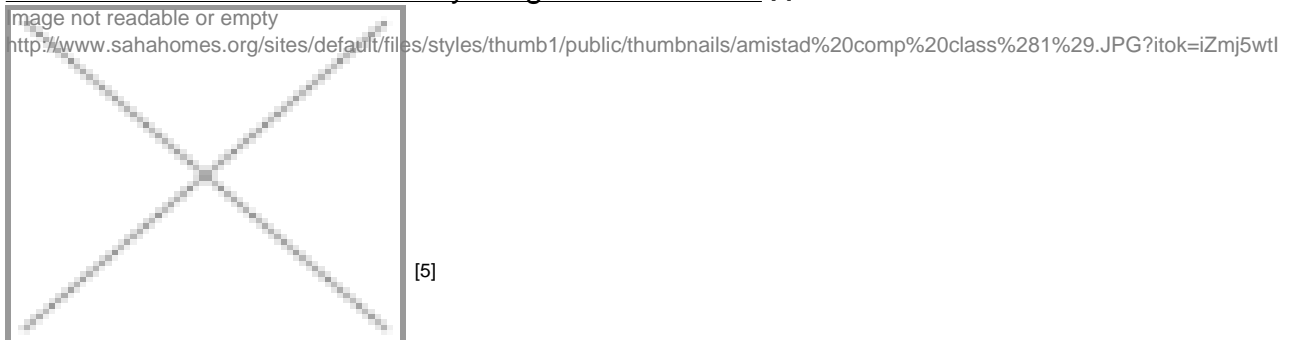 Image not readable or empty
http://www.sahahomes.org/sites/default/files/styles/thumb1/public/thumbnails/amistad%20comp%20class%281%29.JPG?itok=iZmj5wtI
[5]